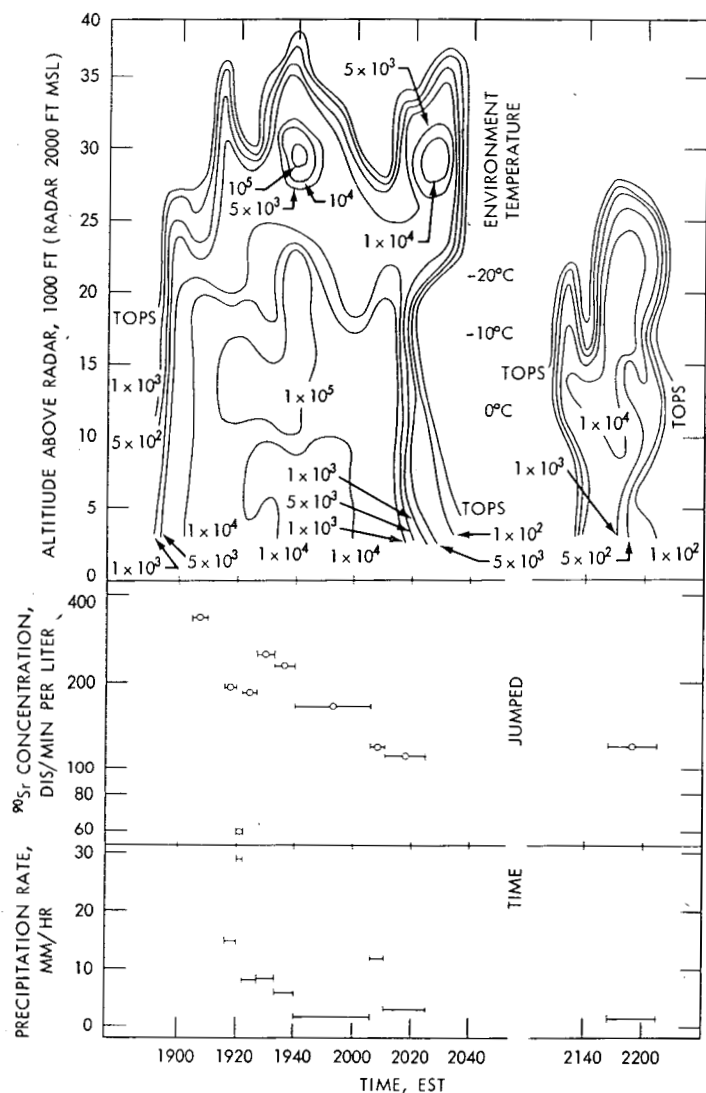 40
35
30
25
20
15
10
5
0
ALTITUDE ABOVE RADAR, 1000 FT (RADAR 2000 FT MSL)
5 × 10³
10⁵
5 × 10³
10⁴
1 × 10⁴
ENVIRONMENT
TEMPERATURE
-20°C
-10°C
0°C
TOPS
1 × 10³
5 × 10²
1 × 10⁵
TOPS
TOPS
1 × 10⁴
1 × 10³
1 × 10³
5 × 10³
1 × 10³
TOPS
1 × 10²
5 × 10³
1 × 10⁴
5 × 10³
1 × 10³
1 × 10⁴
1 × 10⁴
5 × 10²
1 × 10²
400
200
100
80
60
⁹⁰Sr CONCENTRATION,
DIS/MIN PER LITER
JUMPED
30
20
10
0
PRECIPITATION RATE,
MM/HR
TIME
1900 1920 1940 2000 2020 2040 2140 2200
TIME, EST